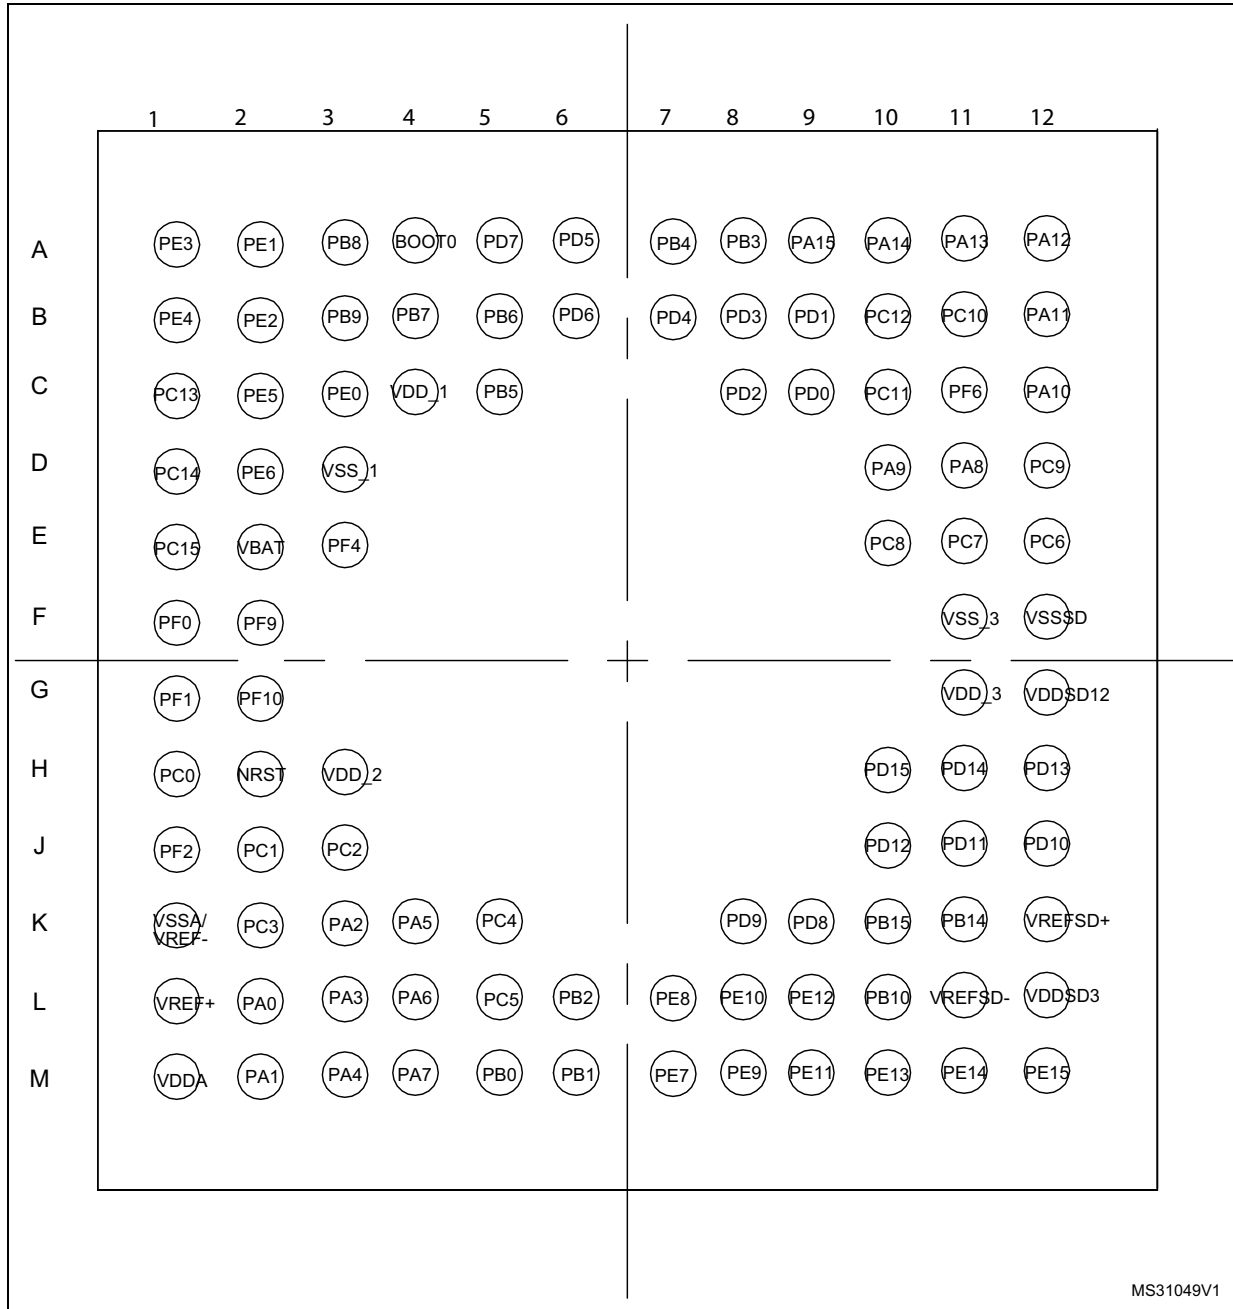 1 2 3 4 5 6 7 8 9 10 11 12
A PE3 PE1 PB8 BOOT0 PD7 PD5 PB4 PB3 PA15 PA14 PA13 PA12
B PE4 PE2 PB9 PB7 PB6 PD6 PD4 PD3 PD1 PC12 PC10 PA11
C PC13 PE5 PE0 VDD_1 PB5 PD2 PD0 PC11 PF6 PA10
D PC14 PE6 VSS_1 PA9 PA8 PC9
E PC15 VBAT PF4 PC8 PC7 PC6
F PF0 PF9 VSS_3 VSSSD
G PF1 PF10 VDD_3 VDDSD12
H PC0 NRST VDD_2 PD15 PD14 PD13
J PF2 PC1 PC2 PD12 PD11 PD10
K VSSA/ VREF- PC3 PA2 PA5 PC4 PD9 PD8 PB15 PB14 VREFSD+
L VREF+ PA0 PA3 PA6 PC5 PB2 PE8 PE10 PE12 PB10 VREFSD- VDDSD3
M VDDA PA1 PA4 PA7 PB0 PB1 PE7 PE9 PE11 PE13 PE14 PE15
MS31049V1